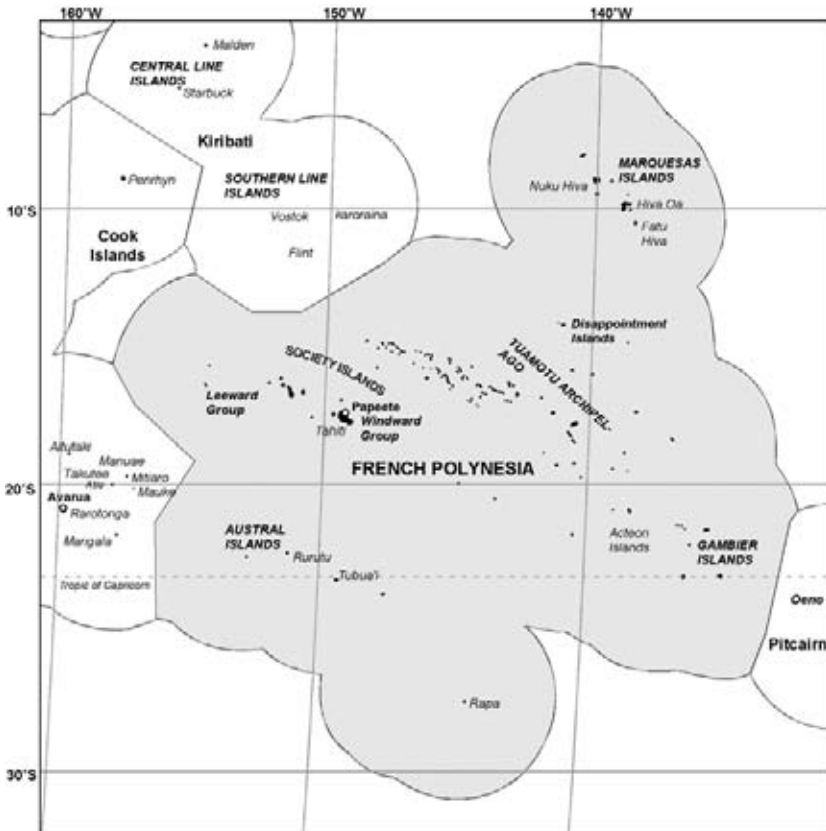 160°W
150°W
140°W
Malden
CENTRAL LINE
ISLANDS
Starbuck
Kiribati
MARQUESAS
ISLANDS
Penrhyn
SOUTHERN LINE
ISLANDS
Nuku Hiva
Vostok
karoraina
Hiva Oa
10°S
Fatu
Hiva
Cook
Islands
Flint
Disappointment
Islands
TUAMOTU ARCHIPEL-
AGO
SOCIETY ISLANDS
Leeward
Group
Papeete
Windward
Group
Tahiti
Aitutaki
Manuae
Takutea
Mitiaro
Atiu
Mauke
FRENCH POLYNESIA
20°S
Avarua
Rarotonga
AUSTRAL
ISLANDS
Acteon
Islands
GAMBIER
ISLANDS
Mangaia
Rurutu
Tropic of Capricorn
Tubua'i
Oeno
Pitcairn
Rapa
30°S